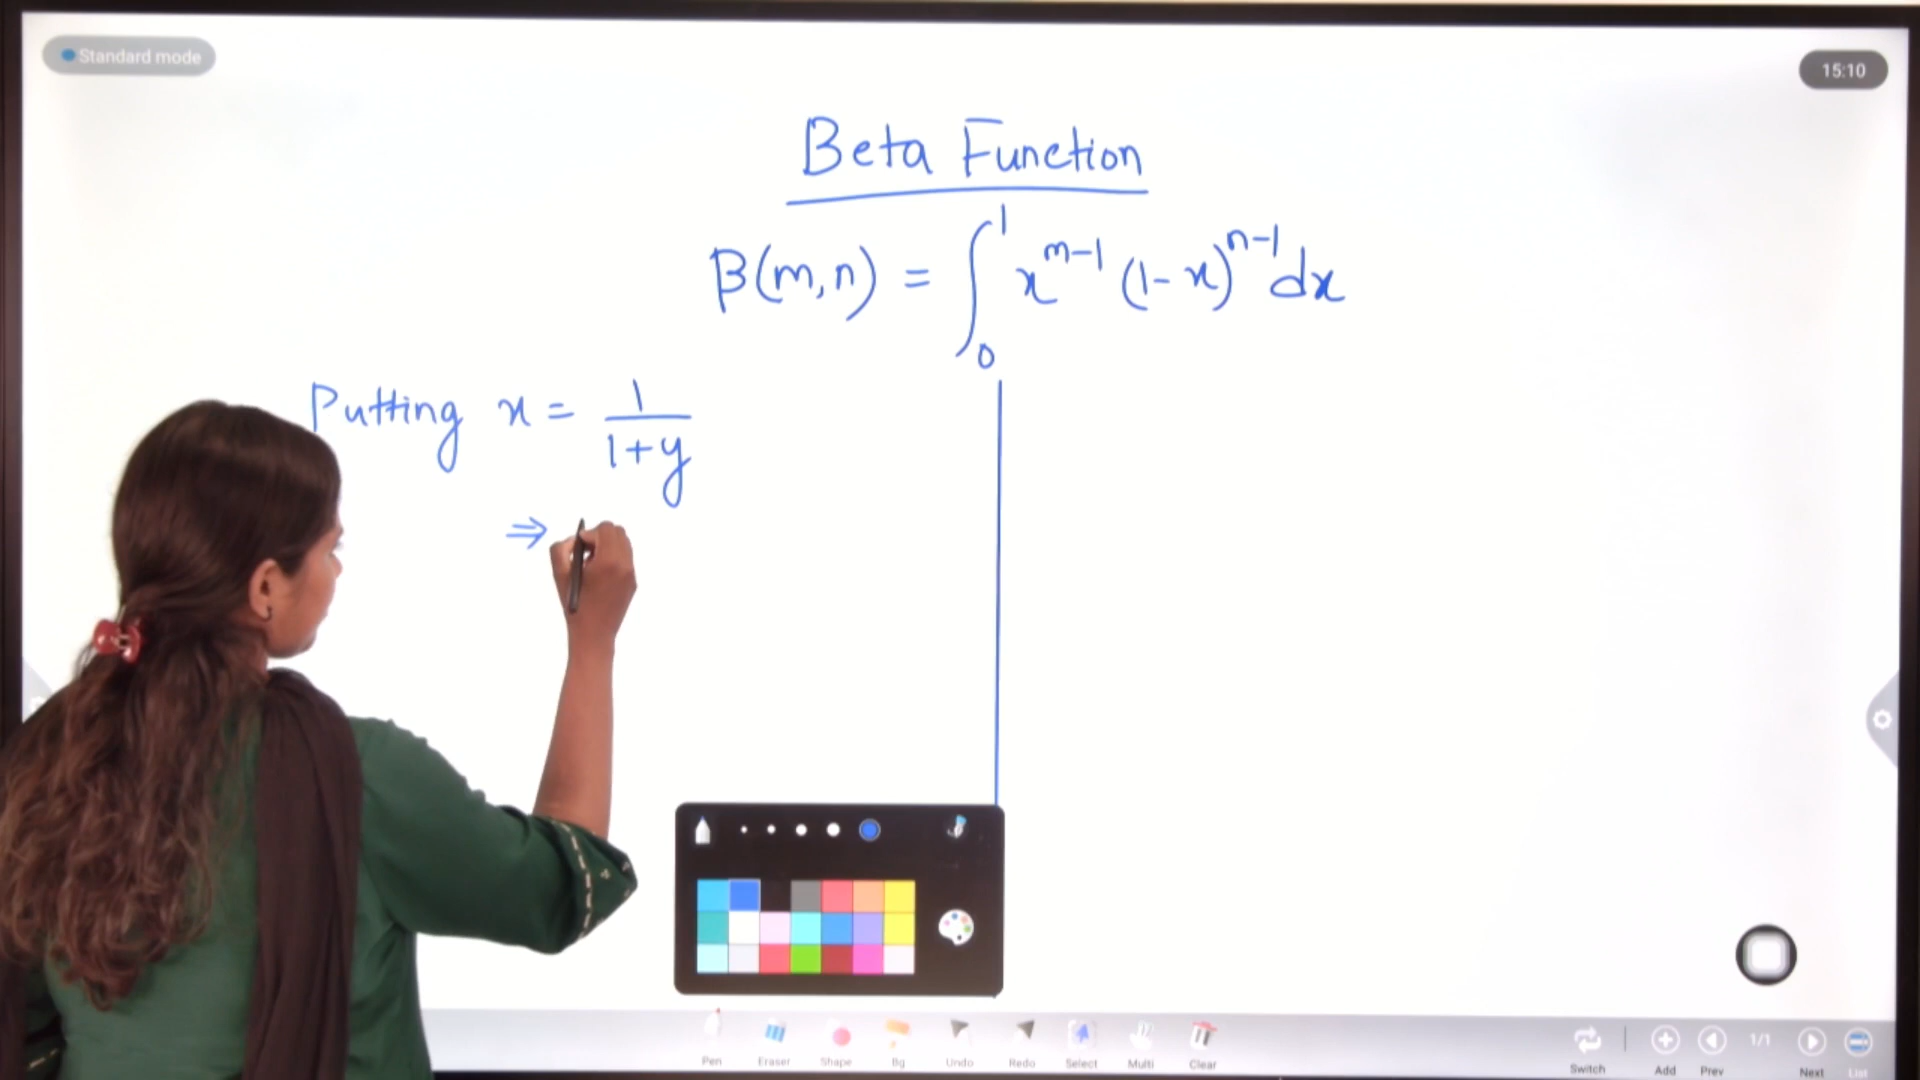 Standard mode
15:10
Beta Function
β(m,n) = ∫₀¹ x^{m-1} (1-x)^{n-1} dx
Putting x = 1/(1+y)
⇒
Pen Eraser Shape Bg Undo Redo Select Multi Clear
Switch Add Prev 1/1 Next List